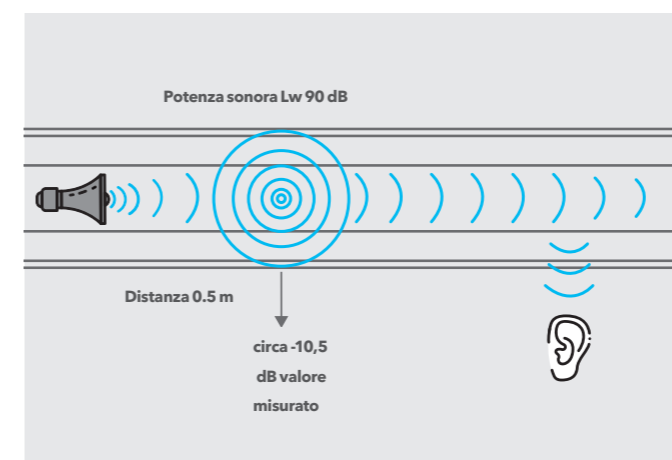 Potenza sonora Lw 90 dB
Distanza 0.5 m
circa -10,5
dB valore
misurato